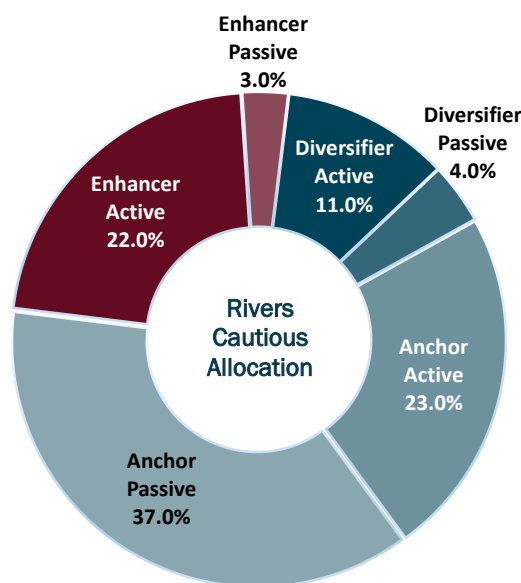 Enhancer
Passive
3.0%
Diversifier
Active
11.0%
Diversifier
Passive
4.0%
Enhancer
Active
22.0%
Rivers
Cautious
Allocation
Anchor
Active
23.0%
Anchor
Passive
37.0%